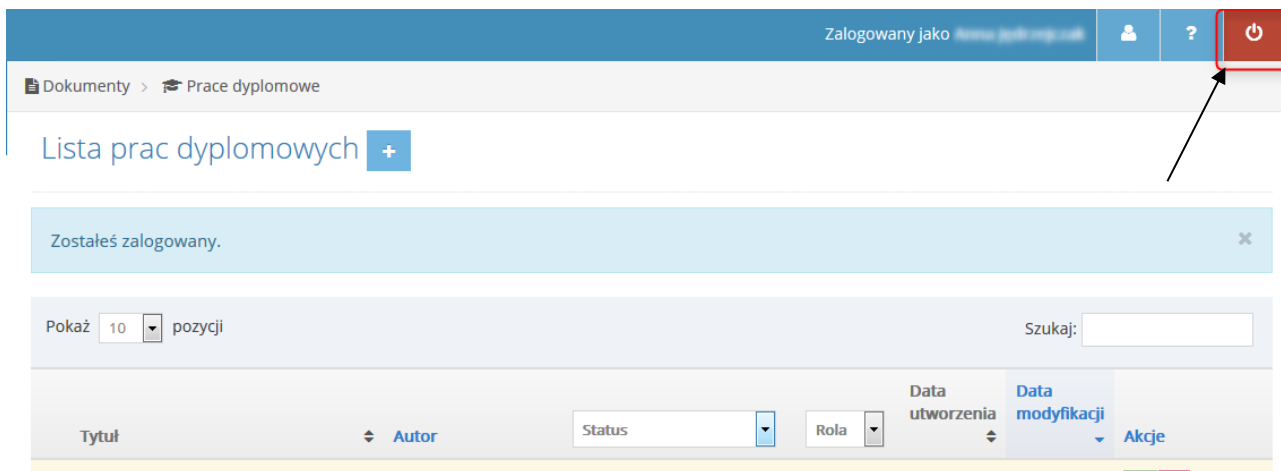 Zalogowany jako
?
Dokumenty > Prace dyplomowe
Lista prac dyplomowych +
Zostałeś zalogowany. ×
Pokaż 10 pozycji Szukaj:
Tytuł Autor Status Rola Data utworzenia Data modyfikacji Akcje